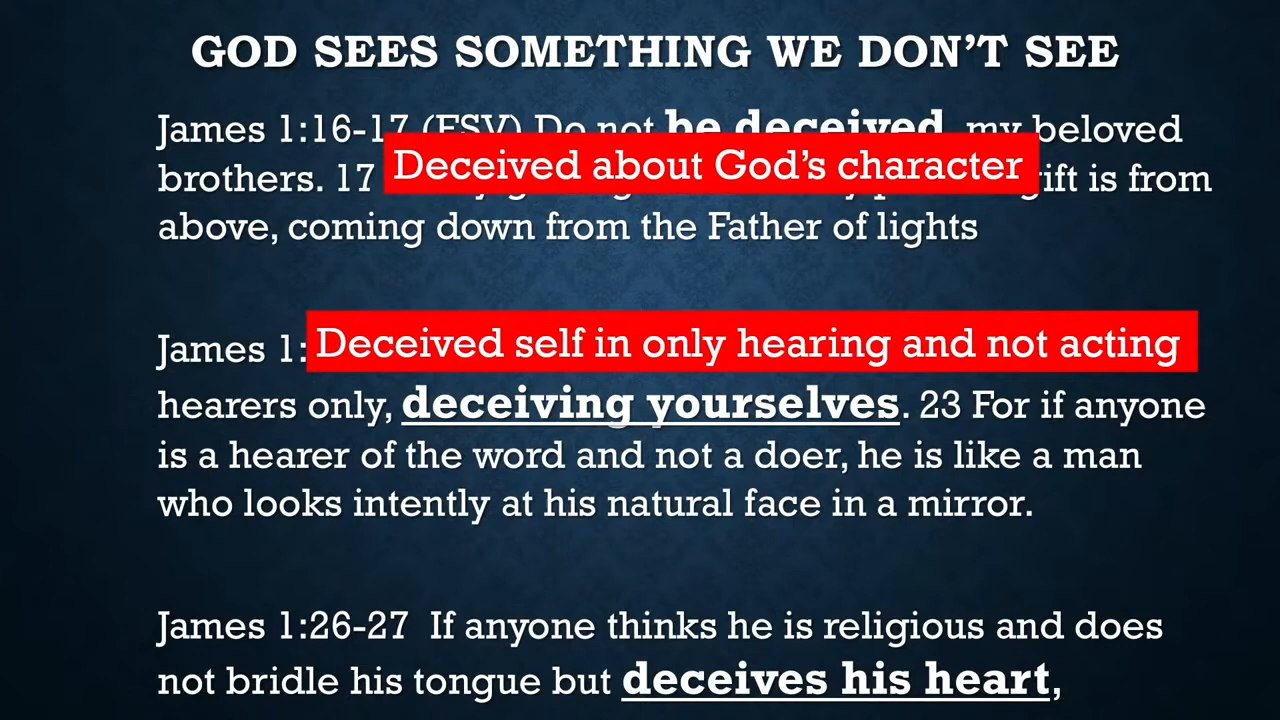 GOD SEES SOMETHING WE DON'T SEE
James 1:16-17 (ESV) Do not be deceived, my beloved
Deceived about God's character
brothers. 17 gift is from
above, coming down from the Father of lights
Deceived self in only hearing and not acting
James 1:
hearers only, deceiving yourselves. 23 For if anyone
is a hearer of the word and not a doer, he is like a man
who looks intently at his natural face in a mirror.
James 1:26-27 If anyone thinks he is religious and does
not bridle his tongue but deceives his heart,